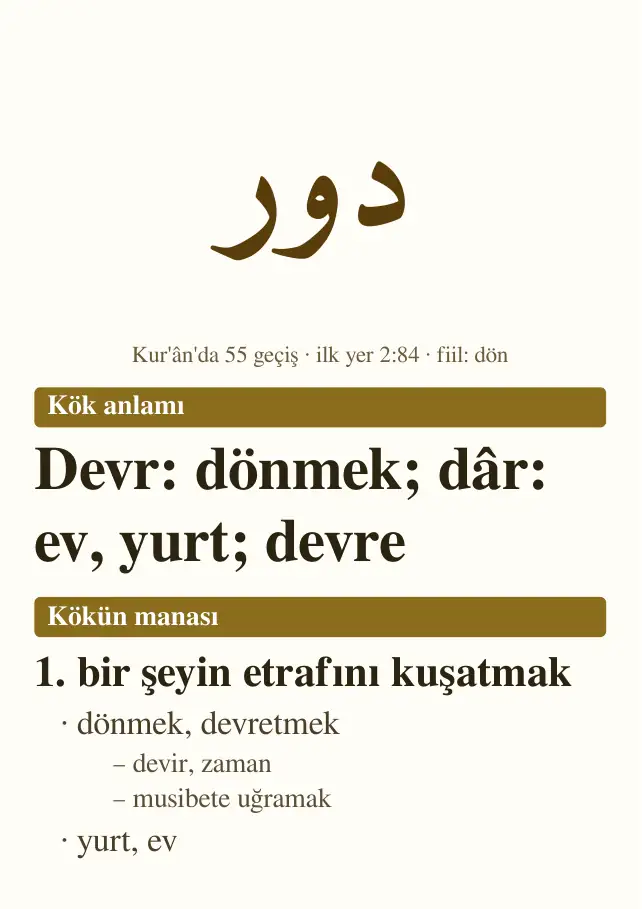 دور
Kur'ân'da 55 geçiş · ilk yer 2:84 · fiil: dön
Kök anlamı
Devr: dönmek; dâr:
ev, yurt; devre
Kökün manası
1. bir şeyin etrafını kuşatmak
· dönmek, devretmek
– devir, zaman
– musibete uğramak
· yurt, ev